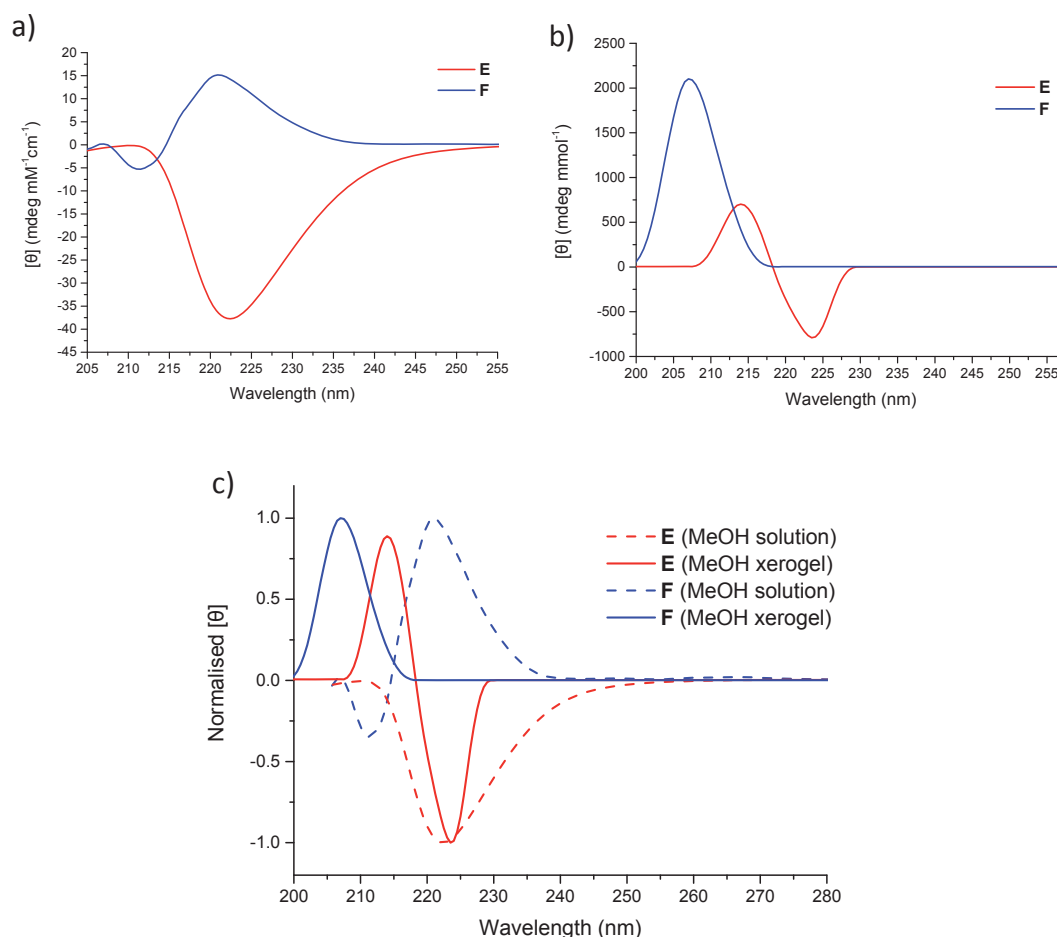 a)
20
15
10
5
0
-5
-10
-15
-20
-25
-30
-35
-40
-45
[θ] (mdeg mM⁻¹cm⁻¹)
205 210 215 220 225 230 235 240 245 250 255
Wavelength (nm)
E
F
b)
2500
2000
1500
1000
500
0
-500
-1000
[θ] (mdeg mmol⁻¹)
200 205 210 215 220 225 230 235 240 245 250 255
Wavelength (nm)
E
F
c)
1.0
0.5
0.0
-0.5
-1.0
Normalised [θ]
200 210 220 230 240 250 260 270 280
Wavelength (nm)
E (MeOH solution)
E (MeOH xerogel)
F (MeOH solution)
F (MeOH xerogel)